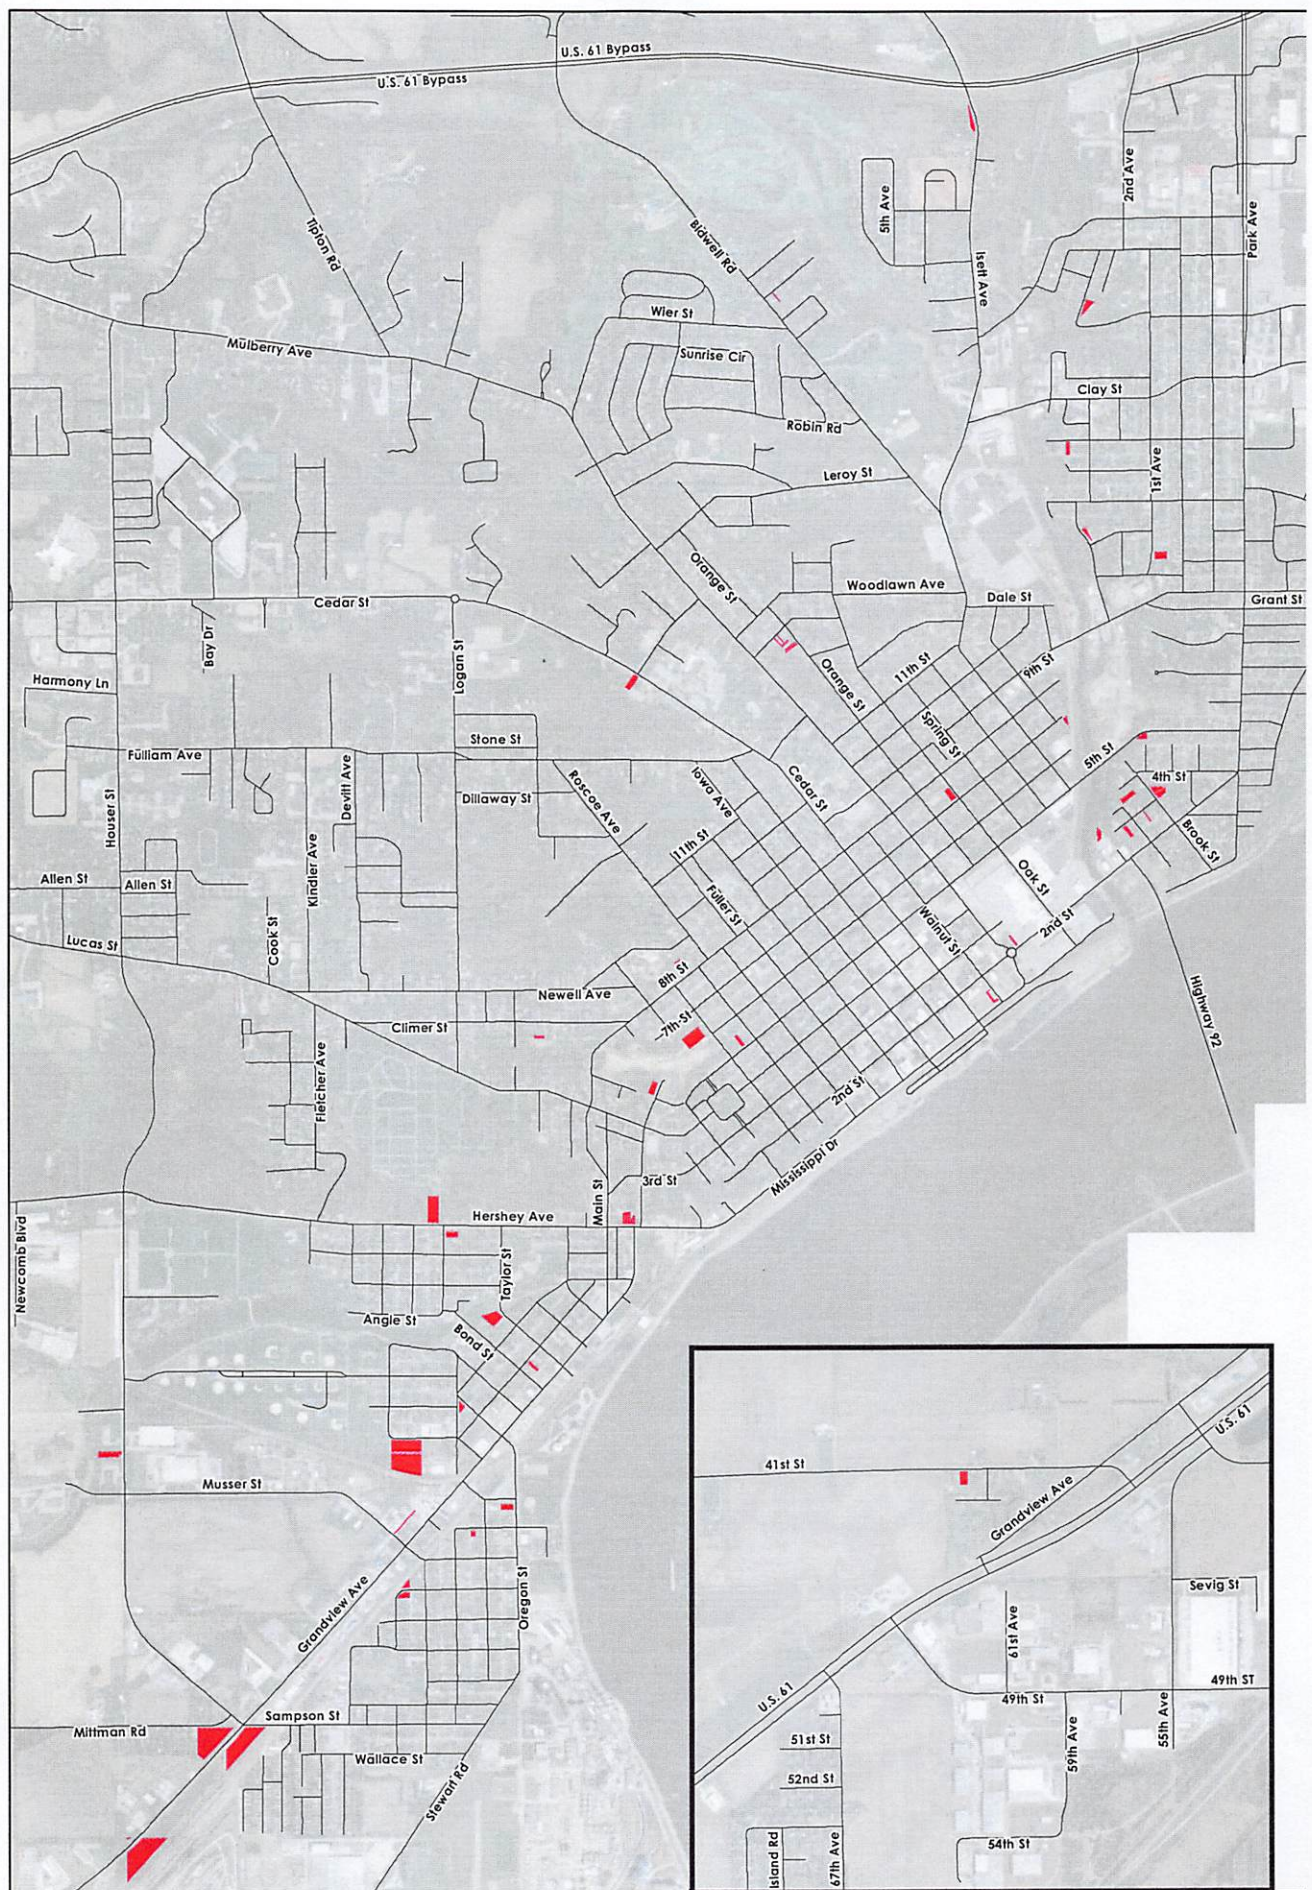 U.S. 61 Bypass
U.S. 61 Bypass
Tipton Rd
Bidwell Rd
5th Ave
2nd Ave
Isett Ave
Park Ave
Wier St
Mulberry Ave
Sunrise Cir
Clay St
Robin Rd
Leroy St
1st Ave
Orange St
Woodlawn Ave
Dale St
Cedar St
Grant St
Bay Dr
Logan St
11th St
9th St
Harmony Ln
Orange St
Spring St
Stone St
Fulliam Ave
5th St
Devitt Ave
Iowa Ave
Cedar St
4th St
Dillaway St
Roscoe Ave
Houser St
Kindler Ave
11th St
Brook St
Allen St
Allen St
Fuller St
Oak St
Cook St
Walnut St
2nd St
Lucas St
8th St
Newell Ave
Highway 92
Climer St
7th St
Fletcher Ave
2nd St
Mississippi Dr
3rd St
Main St
Hershey Ave
Newcomb Blvd
Taylor St
Angle St
Bond St
Musser St
Grandview Ave
Oregon St
Mittman Rd
Sampson St
Wallace St
Stewart Rd
U.S. 61
41st St
Grandview Ave
Sevig St
61st Ave
U.S. 61
49th St
49th ST
51st St
59th Ave
55th Ave
52nd St
Island Rd
67th Ave
54th St